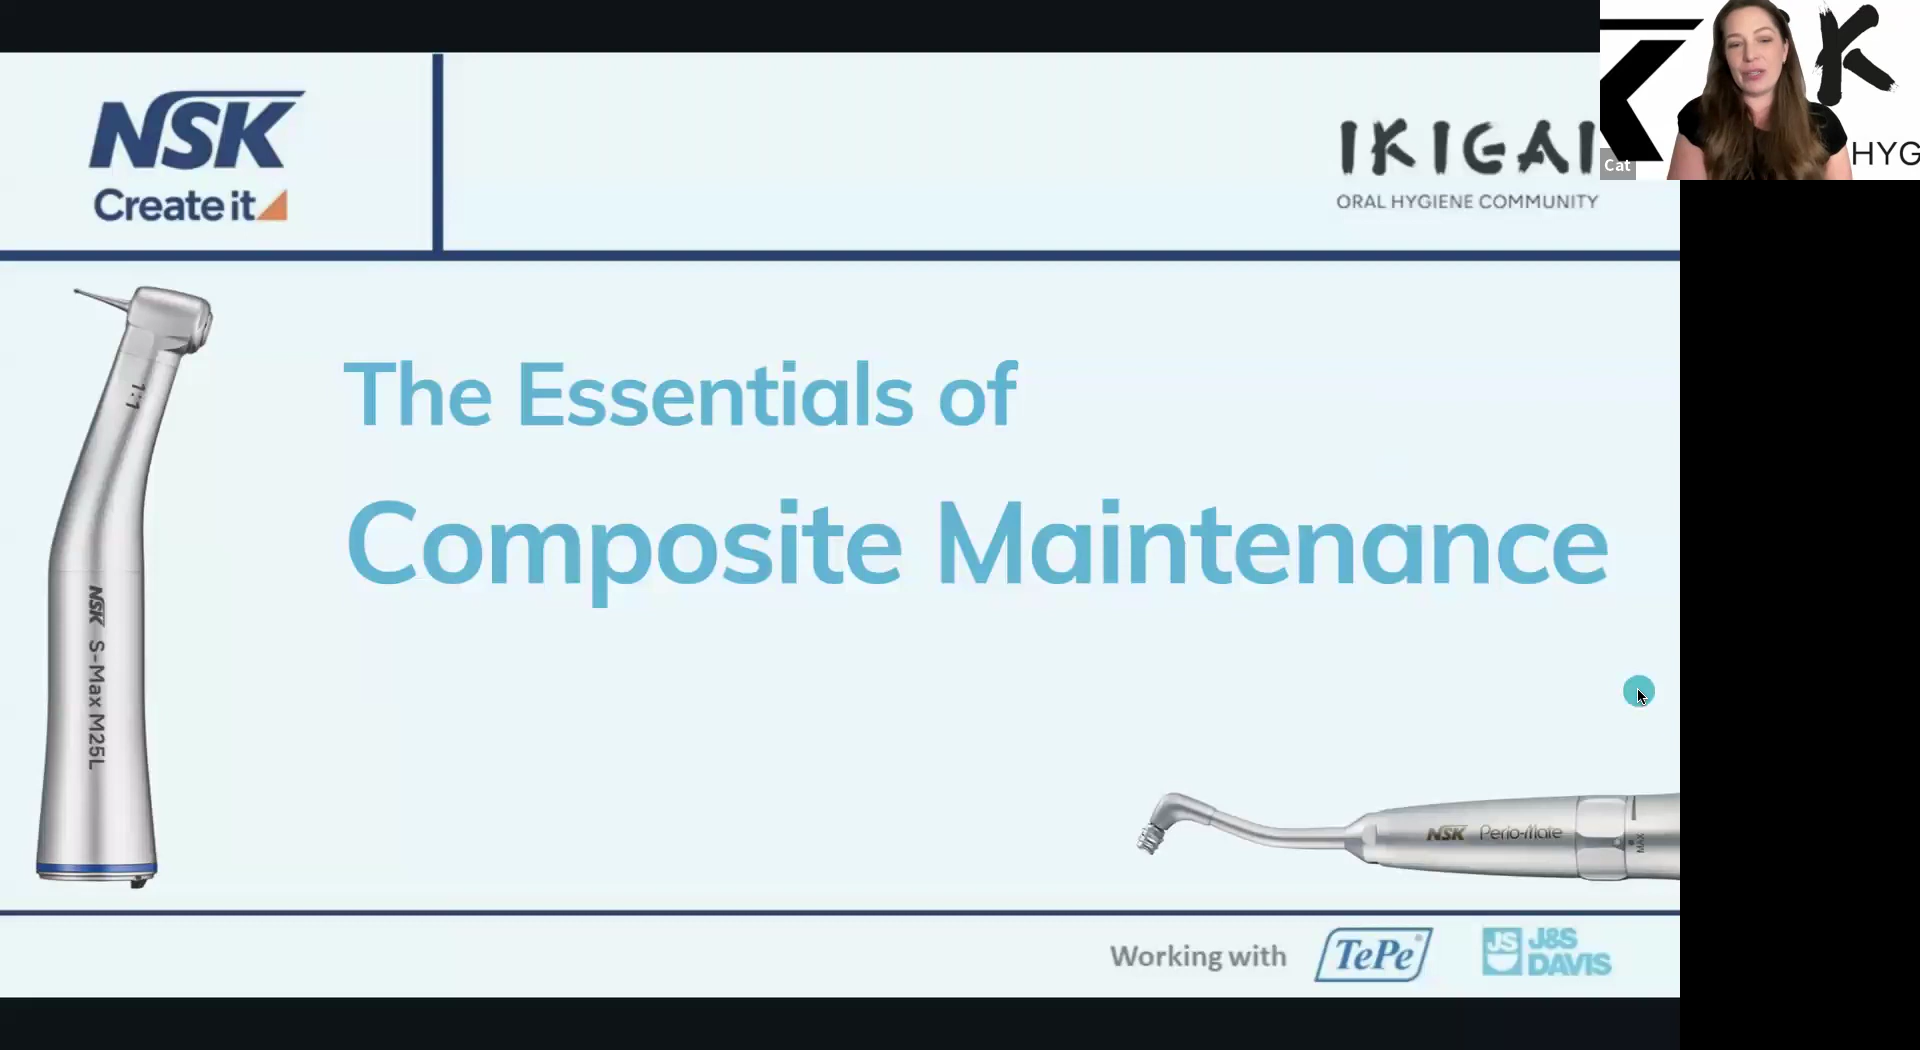 NSK
Create it
IKIGAI
ORAL HYGIENE COMMUNITY
K
Cat
HYG
The Essentials of
Composite Maintenance
1:1
NSK S-Max M25L
NSK Perio-Mate
MAX
Working with
TePe®
JS
J&S
DAVIS